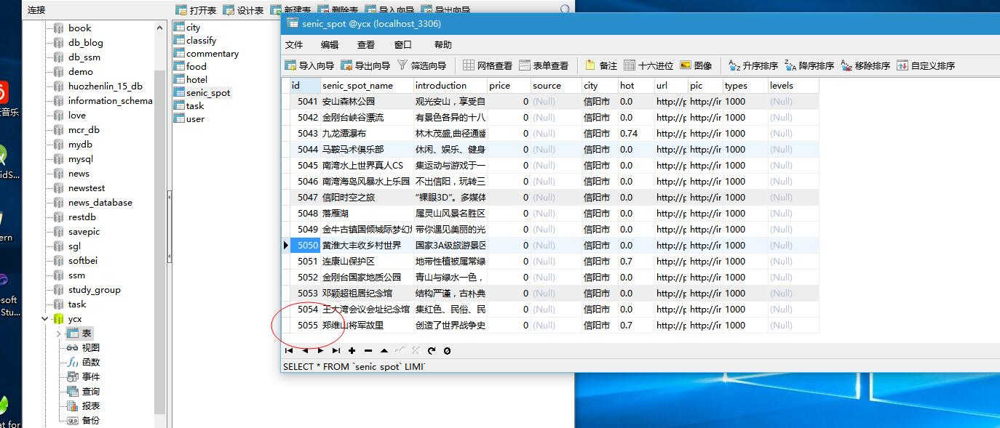 连接
打开表 设计表 新建表 删除表 导入向导 导出向导
book
db_blog
db_ssm
demo
huozhenlin_15_db
information_schema
love
mcr_db
mydb
mysql
news
newstest
news_database
restdb
savepic
sgl
softbei
ssm
study_group
task
ycx
表
视图
函数
事件
查询
报表
备份
city
classify
commentary
food
hotel
senic_spot
task
user
senic_spot @ycx (localhost_3306)
文件 编辑 查看 窗口 帮助
导入向导 导出向导 筛选向导 网格查看 表单查看 备注 十六进位 图像 升序排序 降序排序 移除排序 自定义排序
id senic_spot_name introduction price source city hot url pic types levels
5041 安山森林公园 观光安山，享受自 0 (Null) 信阳市 0.0 http://p http://ir 1000 (Null)
5042 金刚台峡谷漂流 有景色各异的十八 0 (Null) 信阳市 0.0 http://p http://ir 1000 (Null)
5043 九龙潭瀑布 林木茂盛,曲径通幽 0 (Null) 信阳市 0.74 http://p http://ir 1000 (Null)
5044 马鞍马术俱乐部 休闲、娱乐、健身 0 (Null) 信阳市 0.0 http://p http://ir 1000 (Null)
5045 南湾水上世界真人CS 集运动与游戏于一 0 (Null) 信阳市 0.0 http://p http://ir 1000 (Null)
5046 南湾海岛风暴水上乐园 不出信阳，玩转三 0 (Null) 信阳市 0.0 http://p http://ir 1000 (Null)
5047 信阳时空之旅 “裸眼3D”。多媒体 0 (Null) 信阳市 0.0 http://p http://ir 1000 (Null)
5048 落雁湖 属灵山风景名胜区 0 (Null) 信阳市 0.0 http://p http://ir 1000 (Null)
5049 金牛古镇国倾城际梦幻 带你遇见美丽的光 0 (Null) 信阳市 0.0 http://p http://ir 1000 (Null)
5050 黄淮大丰收乡村世界 国家3A级旅游景区 0 (Null) 信阳市 0.0 http://p http://ir 1000 (Null)
5051 连康山保护区 地带性植被属常绿 0 (Null) 信阳市 0.7 http://p http://ir 1000 (Null)
5052 金刚台国家地质公园 青山与绿水一色， 0 (Null) 信阳市 0.0 http://p http://ir 1000 (Null)
5053 邓颖超祖居纪念馆 结构严谨，古朴典 0 (Null) 信阳市 0.0 http://p http://ir 1000 (Null)
5054 王大湾会议会址纪念馆 集红色、民俗、民 0 (Null) 信阳市 0.0 http://p http://ir 1000 (Null)
5055 郑维山将军故里 创造了世界战争史 0 (Null) 信阳市 0.7 http://p http://ir 1000 (Null)
SELECT * FROM `senic_spot` LIMI
云音乐
idS...
ern
osoft
Stu...
at for